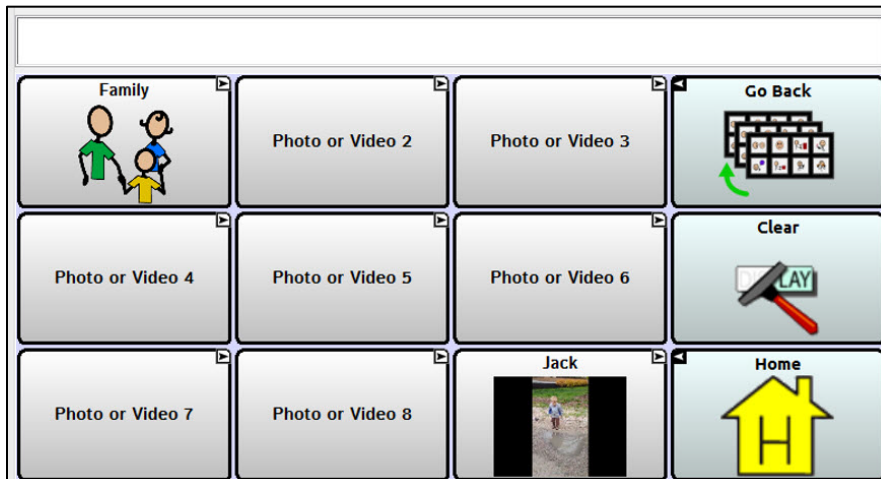 Family
Photo or Video 2
Photo or Video 3
Go Back
Photo or Video 4
Photo or Video 5
Photo or Video 6
Clear
LAY
Photo or Video 7
Photo or Video 8
Jack
Home
H